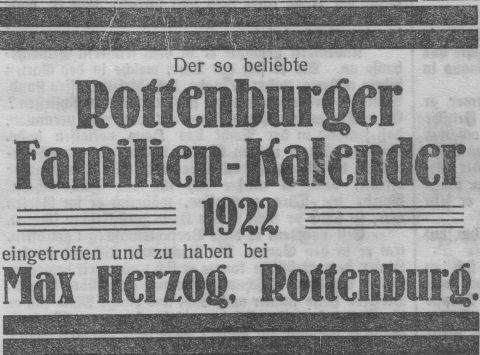 Der so beliebte
Rottenburger
Familien-Kalender
1922
eingetroffen und zu haben bei
Max Herzog, Rottenburg.